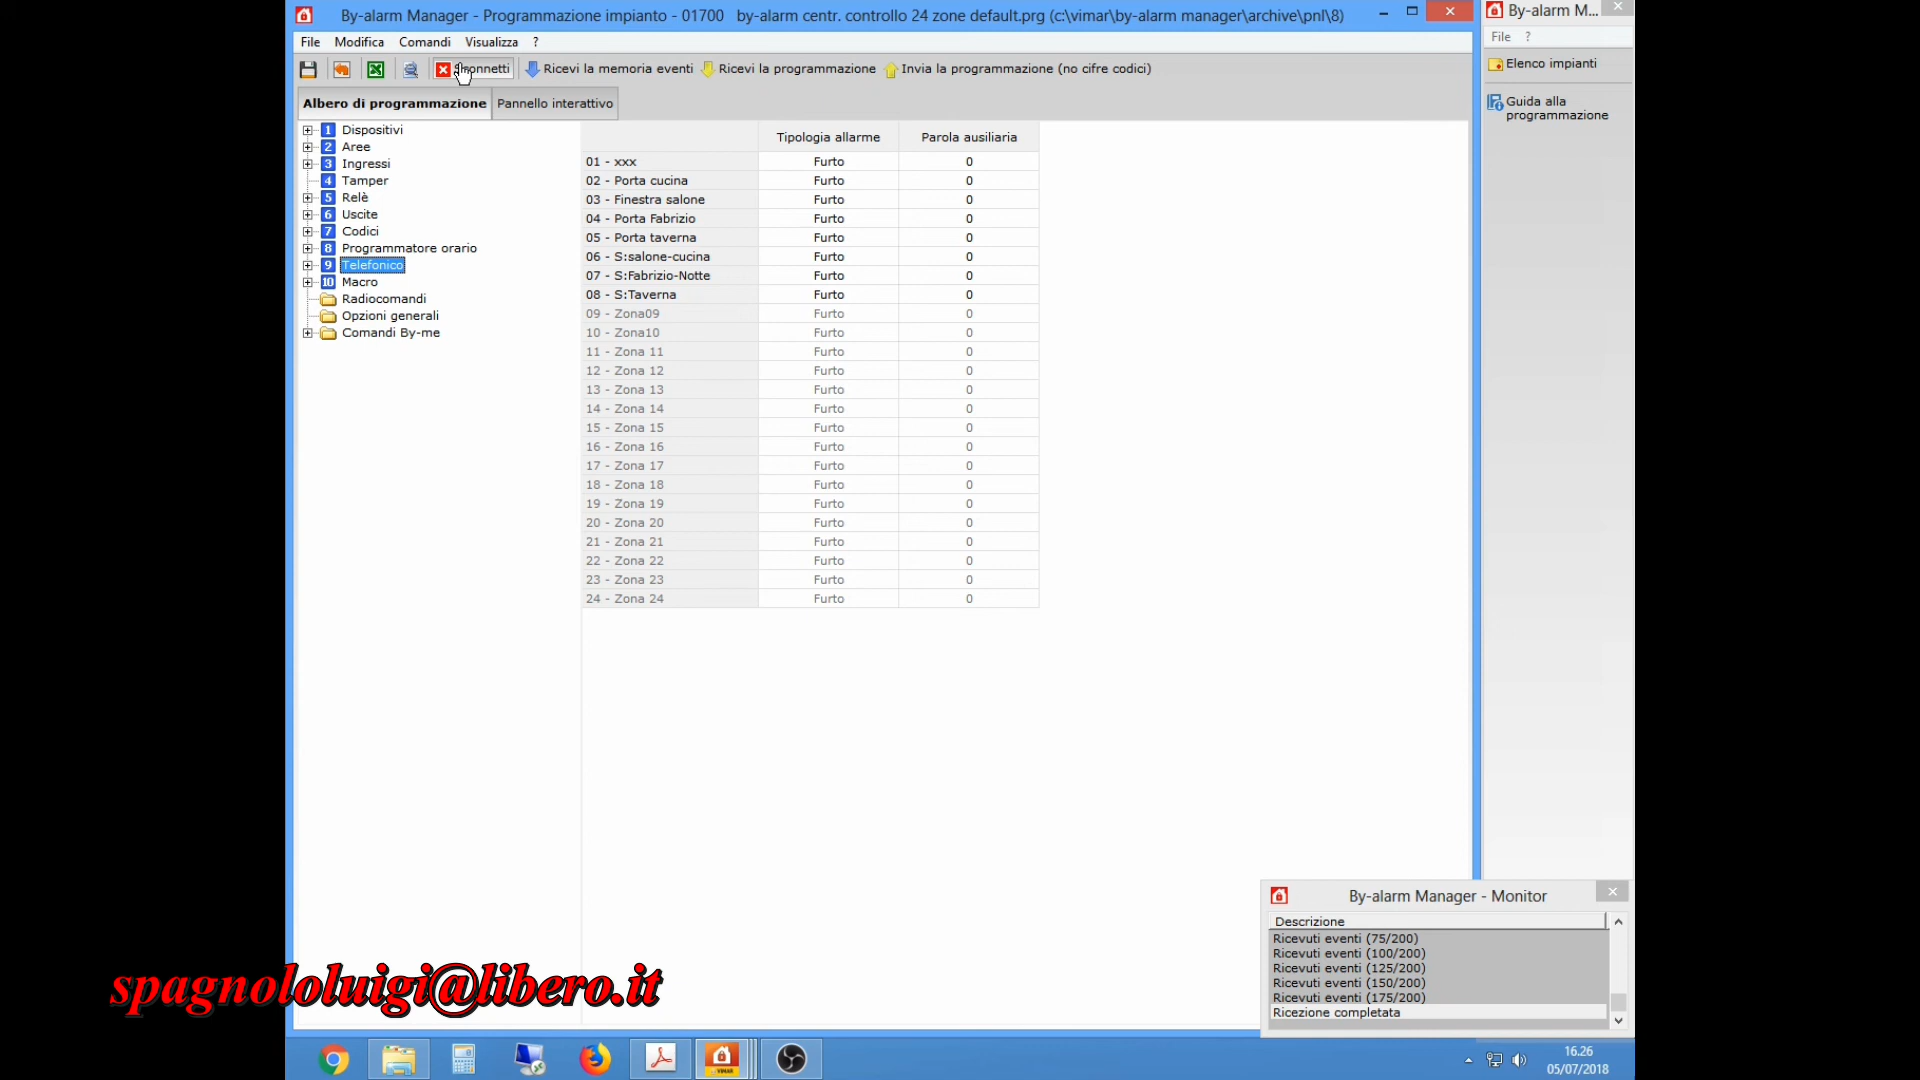 By-alarm Manager - Programmazione impianto - 01700   by-alarm centr. controllo 24 zone default.prg (c:\vimar\by-alarm manager\archive\pnl\8)
File Modifica Comandi Visualizza ?
Ricevi la memoria eventi Ricevi la programmazione Invia la programmazione (no cifre codici)
Albero di programmazione Pannello interattivo
1 Dispositivi
2 Aree
3 Ingressi
4 Tamper
5 Relè
6 Uscite
7 Codici
8 Programmatore orario
9 Telefonico
10 Macro
Radiocomandi
Opzioni generali
Comandi By-me
Tipologia allarme Parola ausiliaria
01 - xxx Furto 0
02 - Porta cucina Furto 0
03 - Finestra salone Furto 0
04 - Porta Fabrizio Furto 0
05 - Porta taverna Furto 0
06 - S:salone-cucina Furto 0
07 - S:Fabrizio-Notte Furto 0
08 - S:Taverna Furto 0
09 - Zona09 Furto 0
10 - Zona10 Furto 0
11 - Zona 11 Furto 0
12 - Zona 12 Furto 0
13 - Zona 13 Furto 0
14 - Zona 14 Furto 0
15 - Zona 15 Furto 0
16 - Zona 16 Furto 0
17 - Zona 17 Furto 0
18 - Zona 18 Furto 0
19 - Zona 19 Furto 0
20 - Zona 20 Furto 0
21 - Zona 21 Furto 0
22 - Zona 22 Furto 0
23 - Zona 23 Furto 0
24 - Zona 24 Furto 0
By-alarm M...
File ?
Elenco impianti
Guida alla
programmazione
By-alarm Manager - Monitor
Descrizione
Ricevuti eventi (75/200)
Ricevuti eventi (100/200)
Ricevuti eventi (125/200)
Ricevuti eventi (150/200)
Ricevuti eventi (175/200)
Ricezione completata
spagnololuigi@libero.it
VIMAR
16.26
05/07/2018